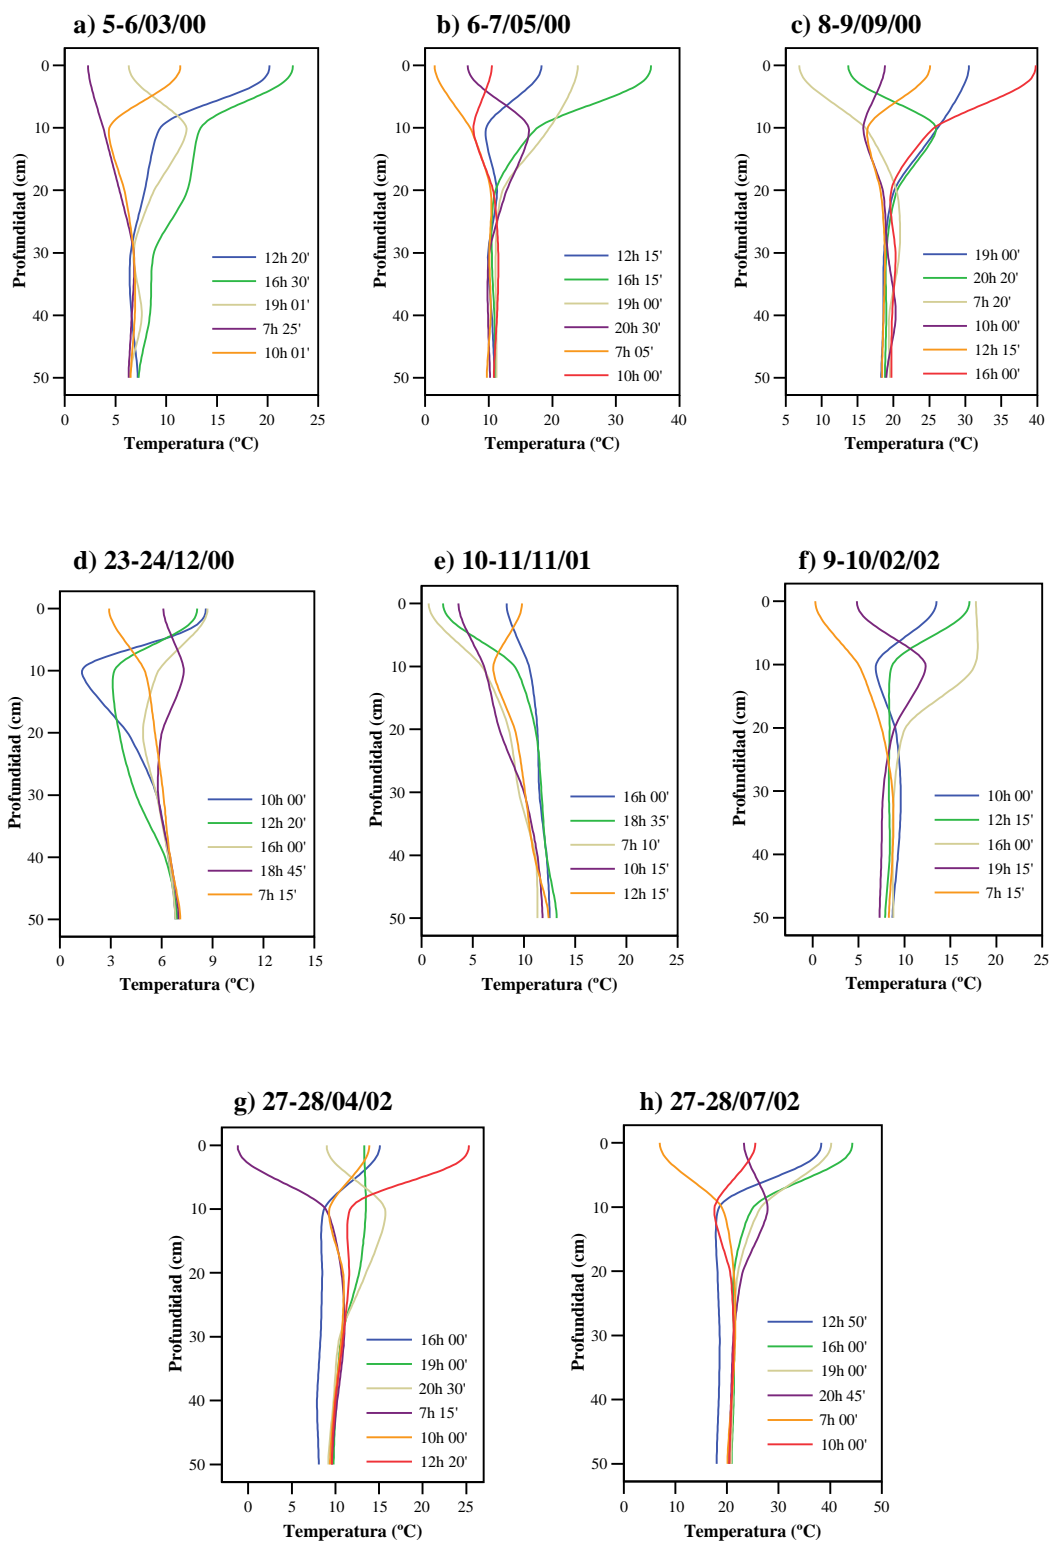 a) 5-6/03/00
0
10
20
30
40
50
Profundidad (cm)
12h 20'
16h 30'
19h 01'
7h 25'
10h 01'
0 5 10 15 20 25
Temperatura (ºC)
b) 6-7/05/00
0
10
20
30
40
50
Profundidad (cm)
12h 15'
16h 15'
19h 00'
20h 30'
7h 05'
10h 00'
0 10 20 30 40
Temperatura (ºC)
c) 8-9/09/00
0
10
20
30
40
50
Profundidad (cm)
19h 00'
20h 20'
7h 20'
10h 00'
12h 15'
16h 00'
5 10 15 20 25 30 35 40
Temperatura (ºC)
d) 23-24/12/00
0
10
20
30
40
50
Profundidad (cm)
10h 00'
12h 20'
16h 00'
18h 45'
7h 15'
0 3 6 9 12 15
Temperatura (ºC)
e) 10-11/11/01
0
10
20
30
40
50
Profundidad (cm)
16h 00'
18h 35'
7h 10'
10h 15'
12h 15'
0 5 10 15 20 25
Temperatura (ºC)
f) 9-10/02/02
0
10
20
30
40
50
Profundidad (cm)
10h 00'
12h 15'
16h 00'
19h 15'
7h 15'
0 5 10 15 20 25
Temperatura (ºC)
g) 27-28/04/02
0
10
20
30
40
50
Profundidad (cm)
16h 00'
19h 00'
20h 30'
7h 15'
10h 00'
12h 20'
0 5 10 15 20 25
Temperatura (ºC)
h) 27-28/07/02
0
10
20
30
40
50
Profundidad (cm)
12h 50'
16h 00'
19h 00'
20h 45'
7h 00'
10h 00'
0 10 20 30 40 50
Temperatura (ºC)